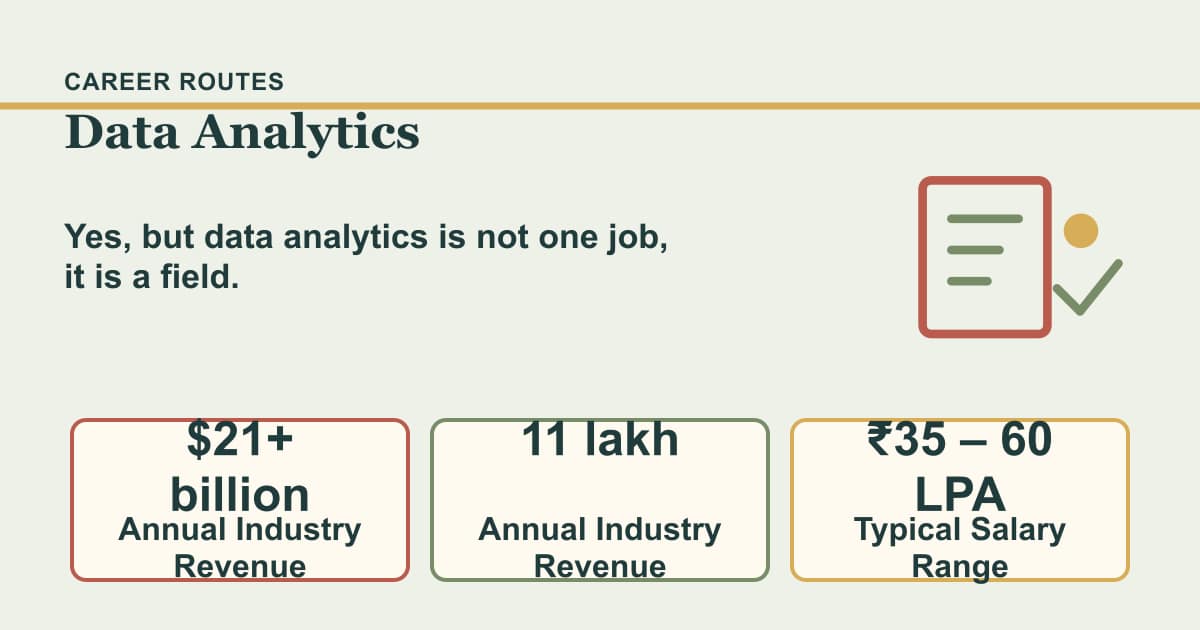 CAREER ROUTES
Data Analytics
Yes, but data analytics is not one job,
it is a field.
$21+
billion
Annual Industry
Revenue
11 lakh
Annual Industry
Revenue
₹35 – 60
LPA
Typical Salary
Range